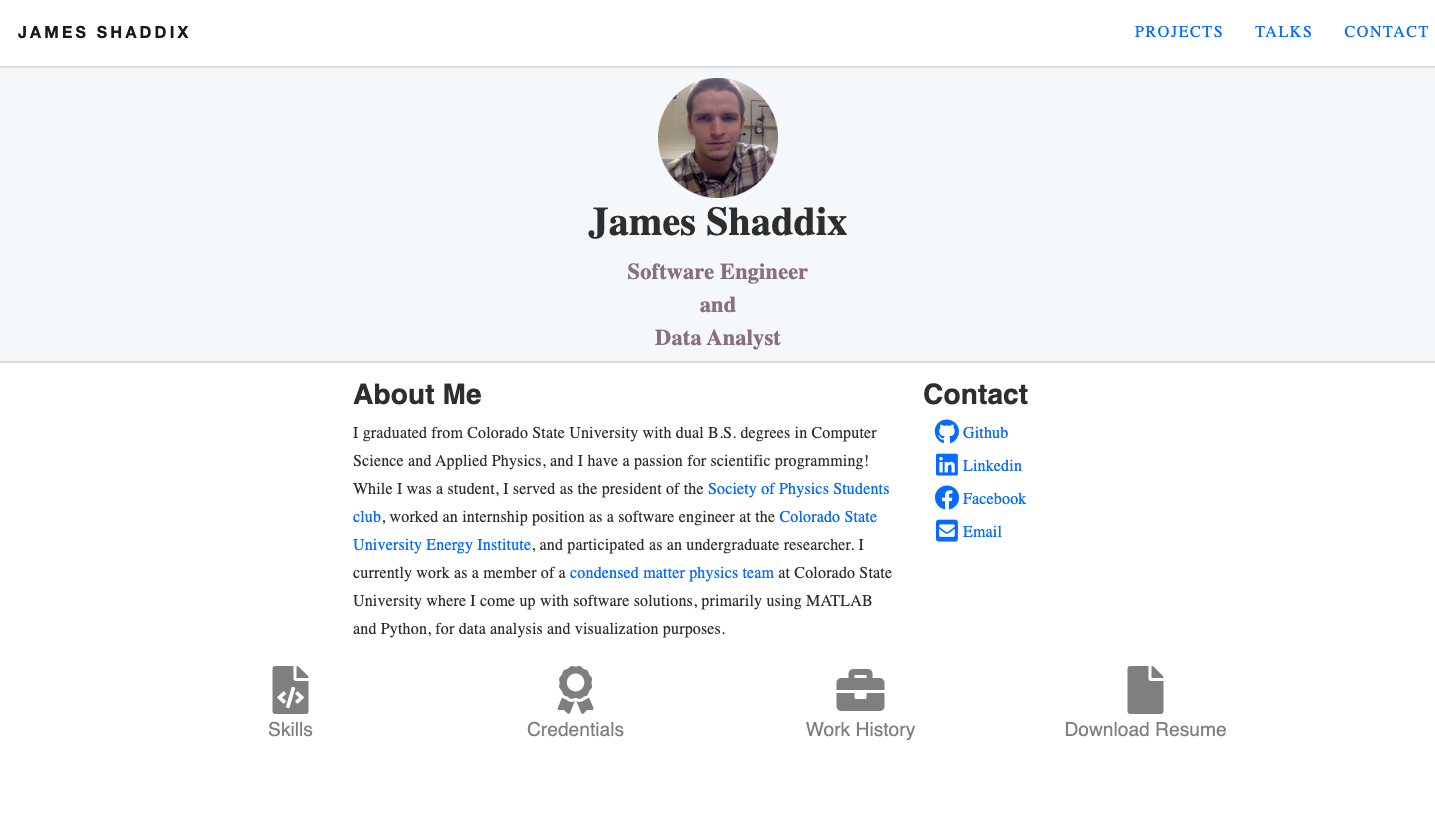 JAMES SHADDIX
PROJECTS TALKS CONTACT
James Shaddix
Software Engineer
and
Data Analyst
About Me
I graduated from Colorado State University with dual B.S. degrees in Computer
Science and Applied Physics, and I have a passion for scientific programming!
While I was a student, I served as the president of the Society of Physics Students
club, worked an internship position as a software engineer at the Colorado State
University Energy Institute, and participated as an undergraduate researcher. I
currently work as a member of a condensed matter physics team at Colorado State
University where I come up with software solutions, primarily using MATLAB
and Python, for data analysis and visualization purposes.
Contact
Github
Linkedin
Facebook
Email
Skills
Credentials
Work History
Download Resume